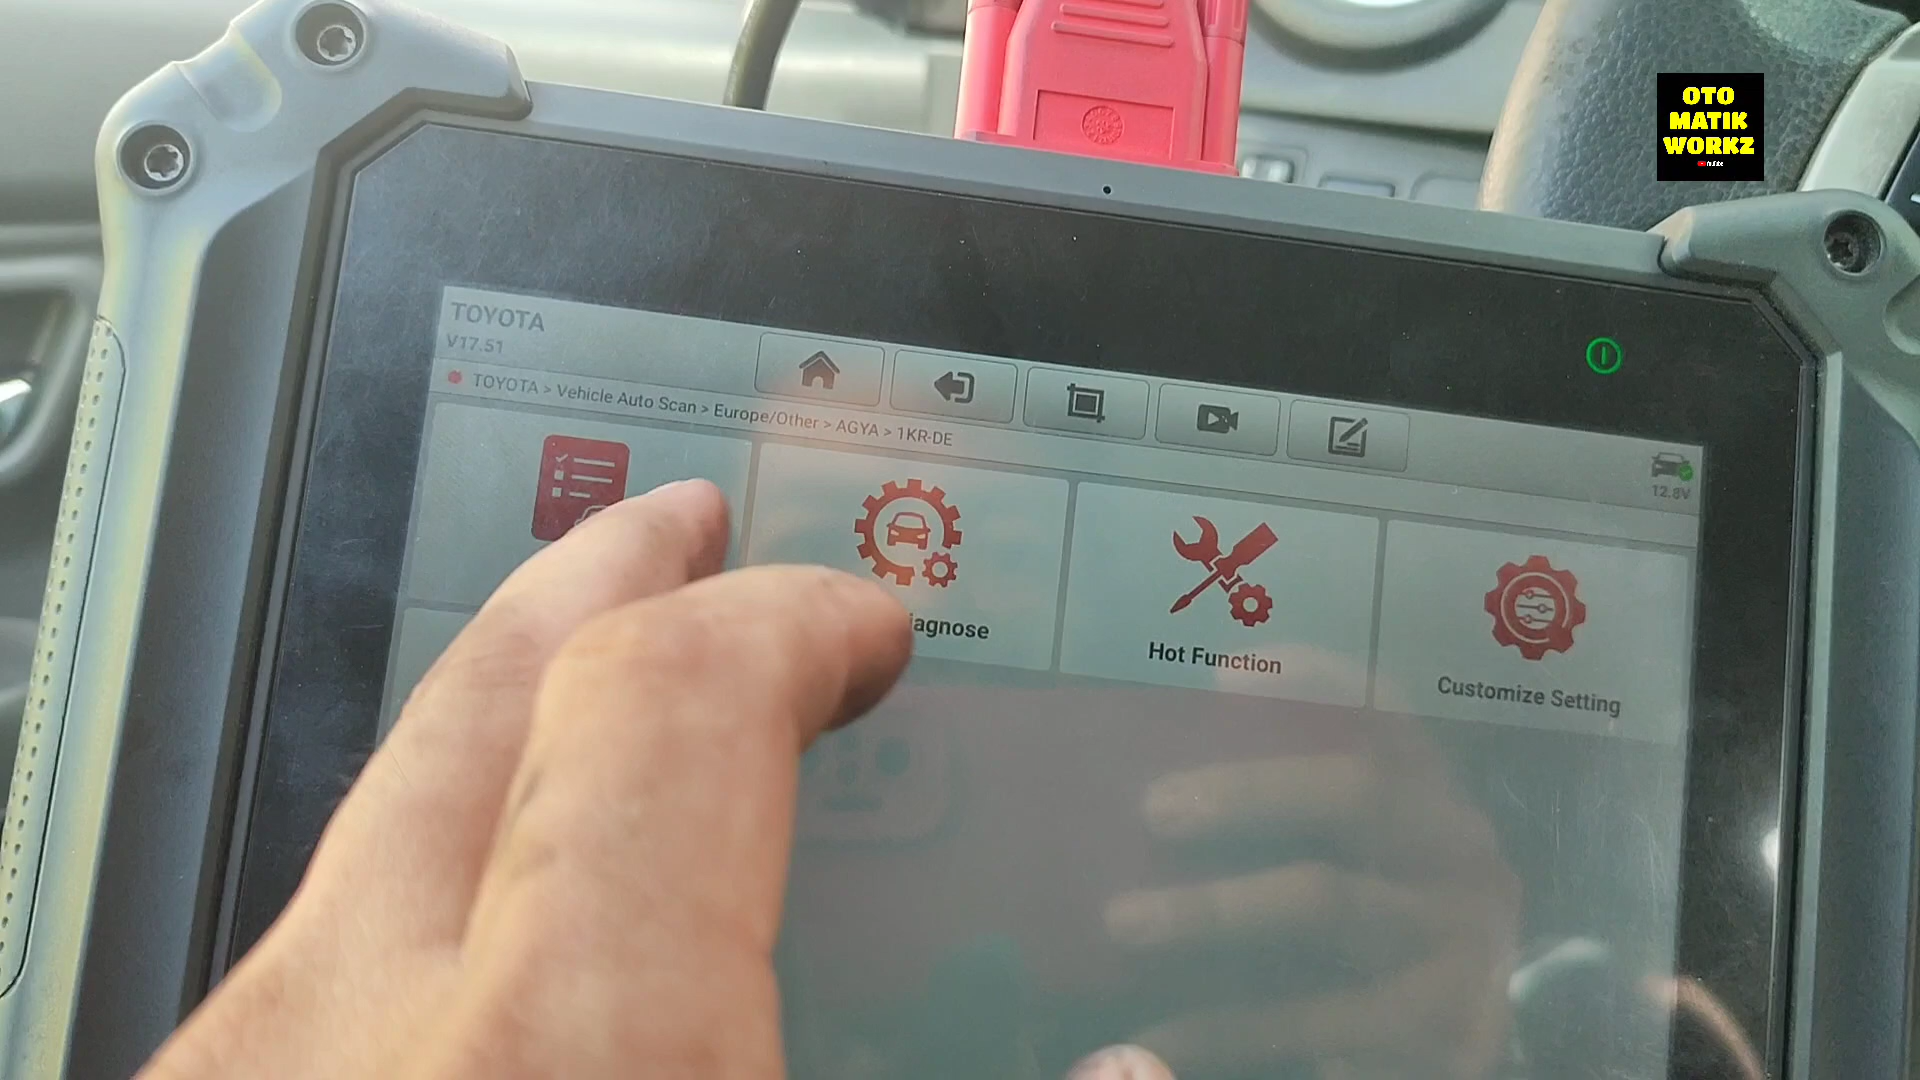 OTO
MATIK
WORKZ
YouTube
TOYOTA
V17.51
TOYOTA > Vehicle Auto Scan > Europe/Other > AGYA > 1KR-DE
12.8V
iagnose
Hot Function
Customize Setting